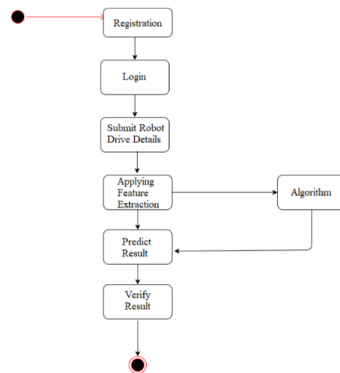 Registration
Login
Submit Robot
Drive Details
Applying
Feature
Extraction
Algorithm
Predict
Result
Verify
Result